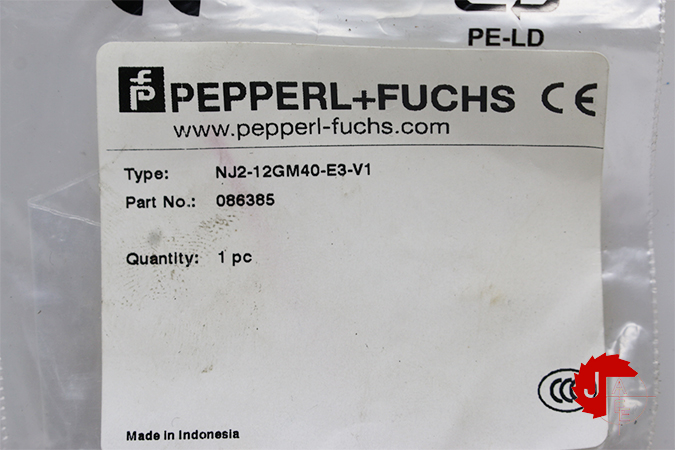 PE-LD
PEPPERL+FUCHS CE
www.pepperl-fuchs.com
Type: NJ2-12GM40-E3-V1
Part No.: 086385
Quantity: 1 pc
Made in Indonesia
CCC
J